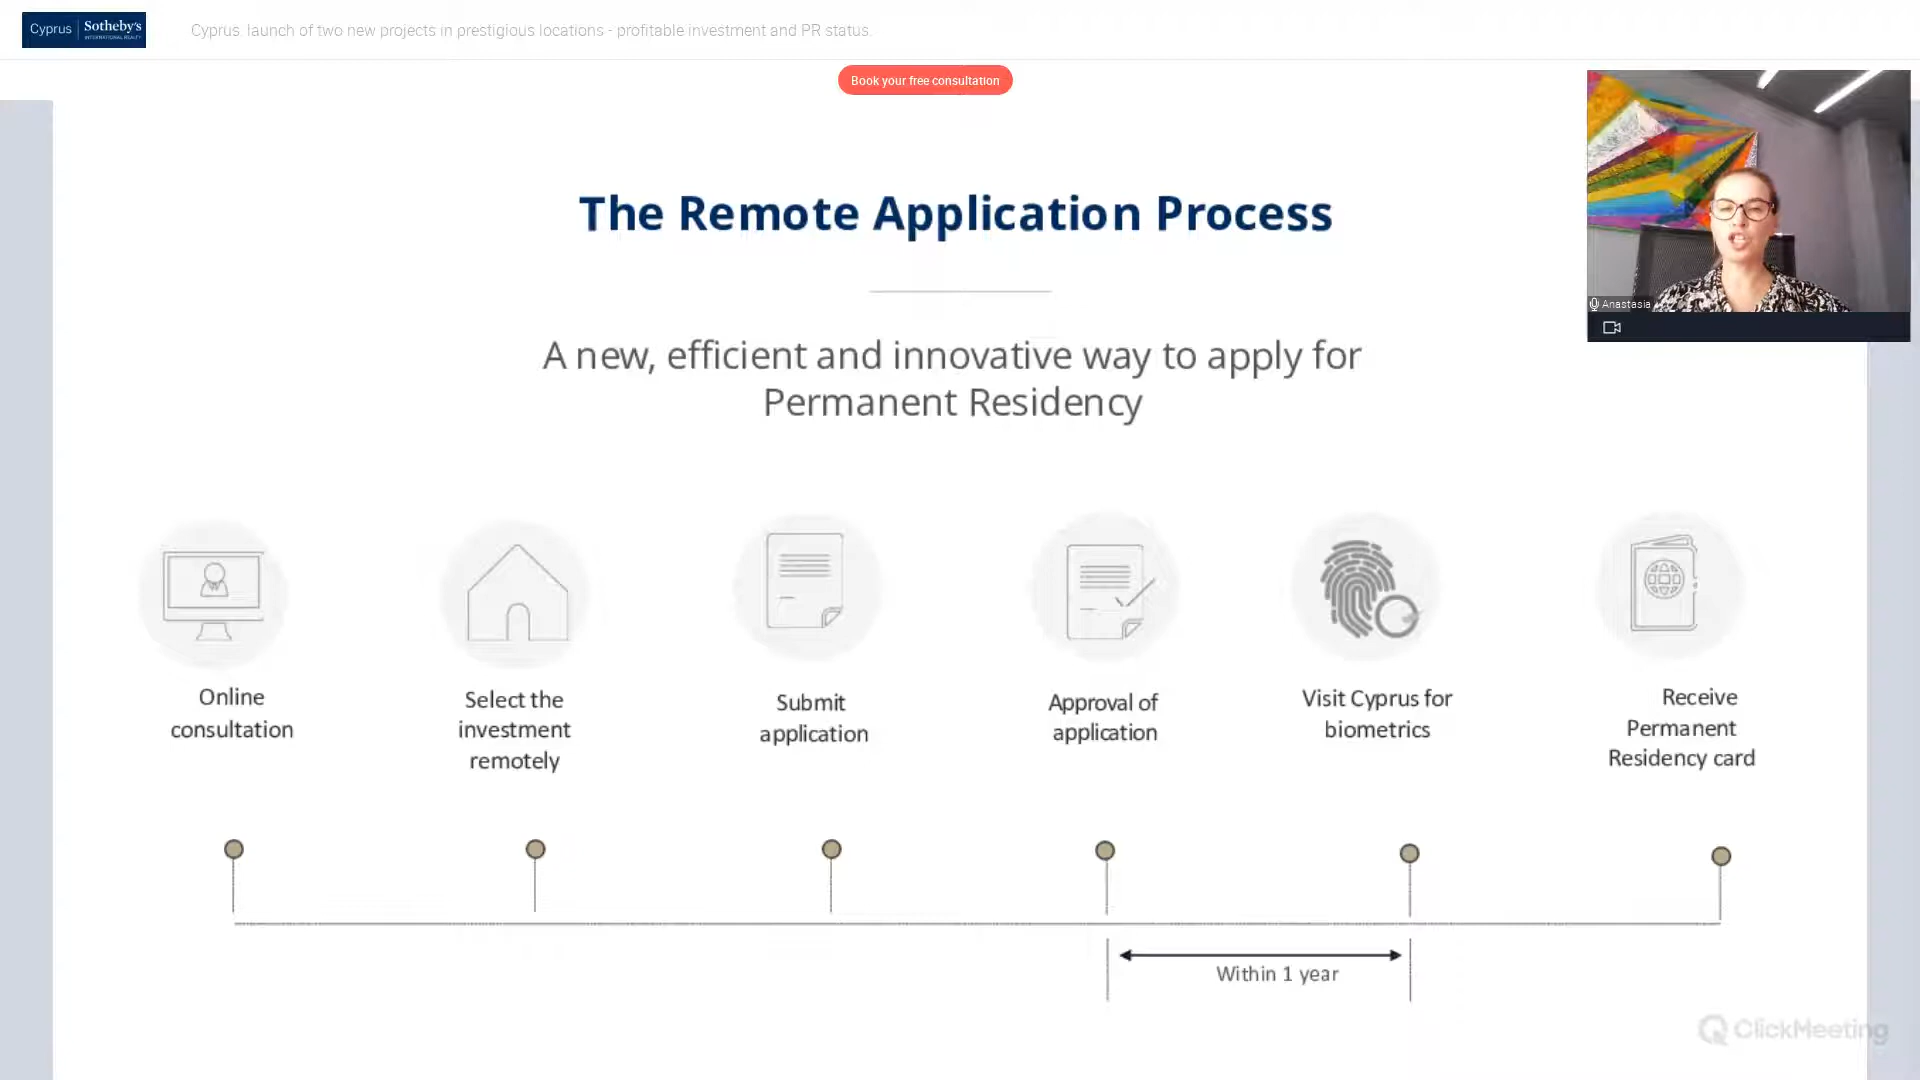 Cyprus Sotheby's
INTERNATIONAL REALTY
Cyprus: launch of two new projects in prestigious locations - profitable investment and PR status.
Book your free consultation
Anastasia
The Remote Application Process
A new, efficient and innovative way to apply for
Permanent Residency
Online
consultation
Select the
investment
remotely
Submit
application
Approval of
application
Visit Cyprus for
biometrics
Receive
Permanent
Residency card
Within 1 year
ClickMeeting